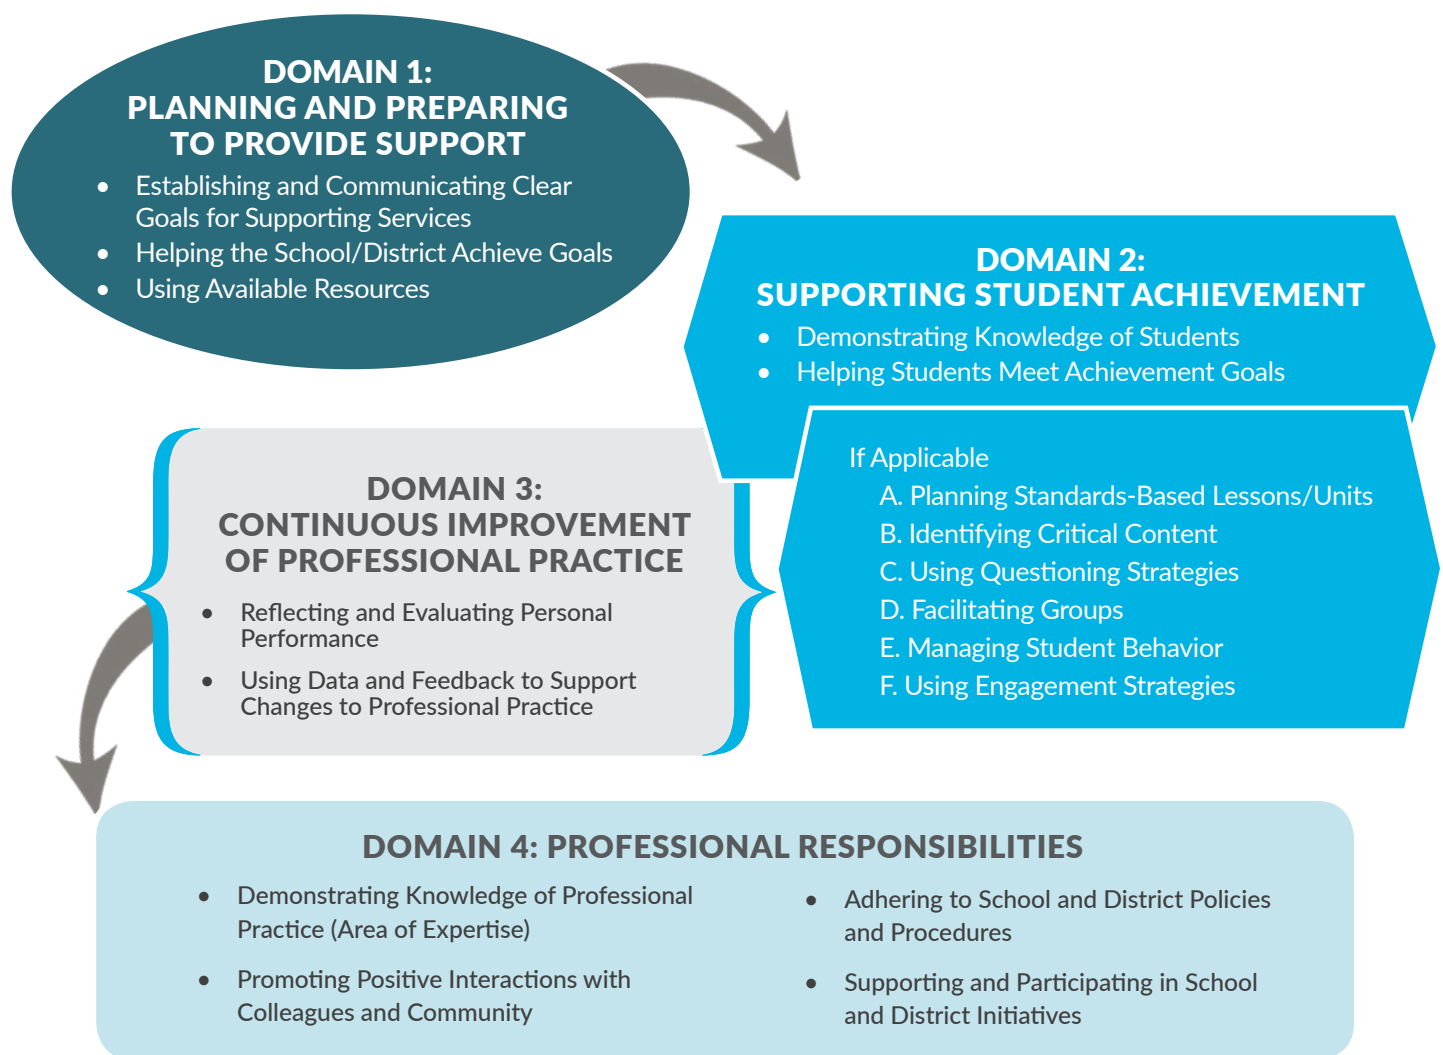 DOMAIN 1:
PLANNING AND PREPARING
TO PROVIDE SUPPORT
• Establishing and Communicating Clear
Goals for Supporting Services
• Helping the School/District Achieve Goals
• Using Available Resources
DOMAIN 2:
SUPPORTING STUDENT ACHIEVEMENT
• Demonstrating Knowledge of Students
• Helping Students Meet Achievement Goals
If Applicable
A. Planning Standards-Based Lessons/Units
B. Identifying Critical Content
C. Using Questioning Strategies
D. Facilitating Groups
E. Managing Student Behavior
F. Using Engagement Strategies
DOMAIN 3:
CONTINUOUS IMPROVEMENT
OF PROFESSIONAL PRACTICE
• Reflecting and Evaluating Personal
Performance
• Using Data and Feedback to Support
Changes to Professional Practice
DOMAIN 4: PROFESSIONAL RESPONSIBILITIES
• Demonstrating Knowledge of Professional
Practice (Area of Expertise)
• Promoting Positive Interactions with
Colleagues and Community
• Adhering to School and District Policies
and Procedures
• Supporting and Participating in School
and District Initiatives